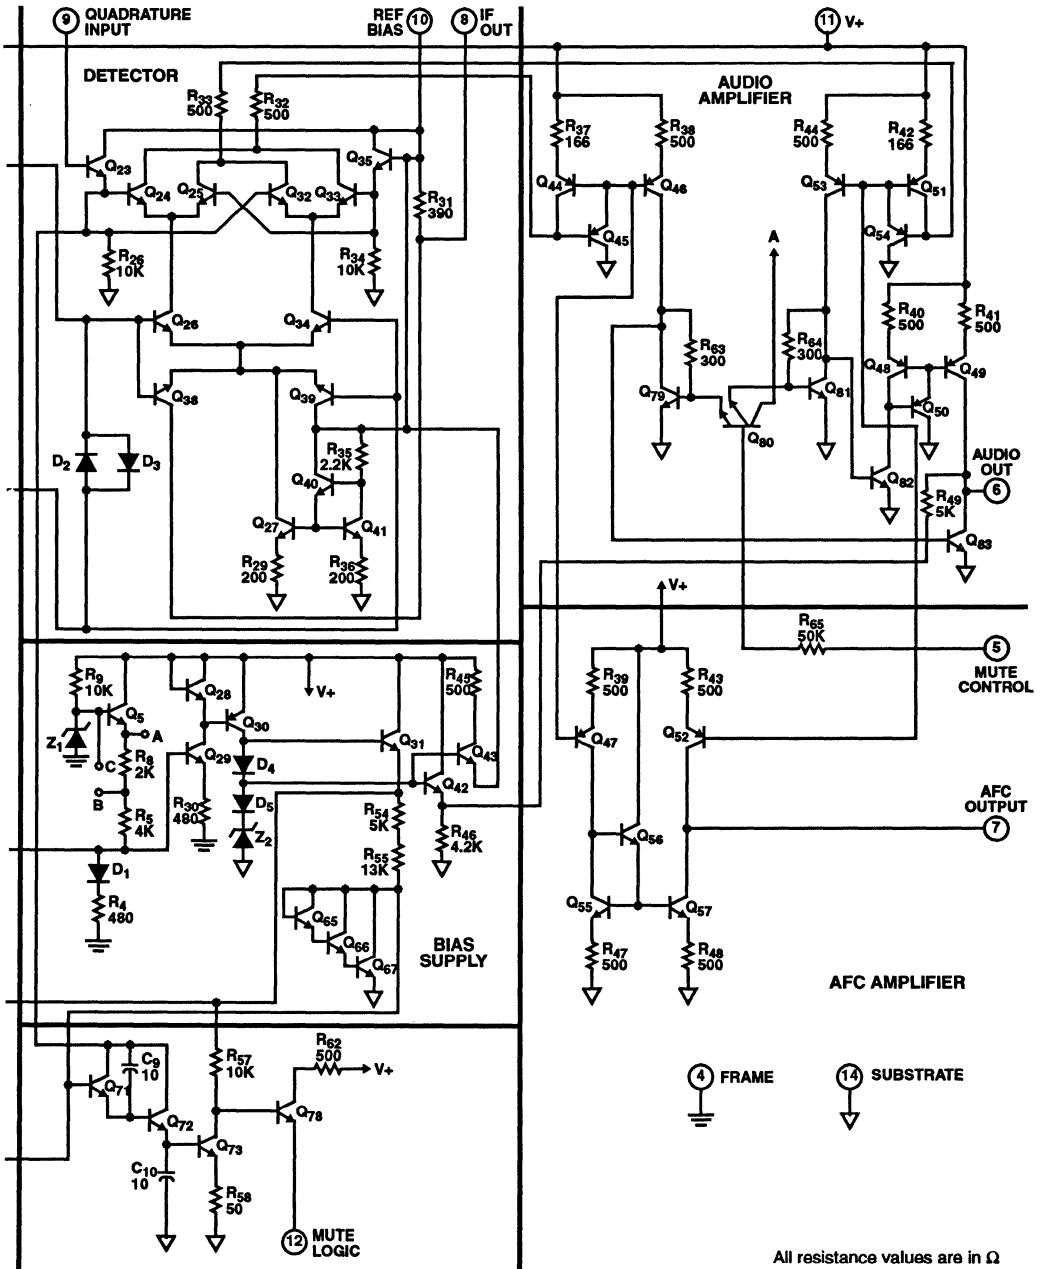 9 QUADRATURE INPUT
REF BIAS 10
8 IF OUT
11 V+
DETECTOR
AUDIO AMPLIFIER
R33 500
R32 500
R37 166
R38 500
R44 500
R42 166
Q23
Q24
Q25
Q32
Q33
Q35
R31 390
Q44
Q46
Q53
Q51
Q45
A
Q54
R26 10K
R34 10K
Q26
Q34
R40 500
R41 500
R63 300
R64 300
Q38
Q39
Q79
Q80
Q81
Q48
Q49
Q50
D2
D3
R35 2.2K
Q40
Q82
AUDIO OUT 6
R49 5K
Q27
Q41
Q83
R29 200
R36 200
V+
R65 50K
5 MUTE CONTROL
R9 10K
Q5
Z1
A
C
R8 2K
B
R5 4K
Q28
Q30
Q29
D4
R30 480
D5
Z2
V+
Q31
R45 500
Q43
Q42
R54 5K
R46 4.2K
R55 13K
D1
R4 480
Q65
Q66
Q67
BIAS SUPPLY
R39 500
R43 500
Q47
Q52
AFC OUTPUT 7
Q56
Q55
Q57
R47 500
R48 500
AFC AMPLIFIER
C9 10
Q71
Q72
R57 10K
R62 500
V+
Q78
Q73
C10 10
R58 50
12 MUTE LOGIC
4 FRAME
14 SUBSTRATE
All resistance values are in Ω